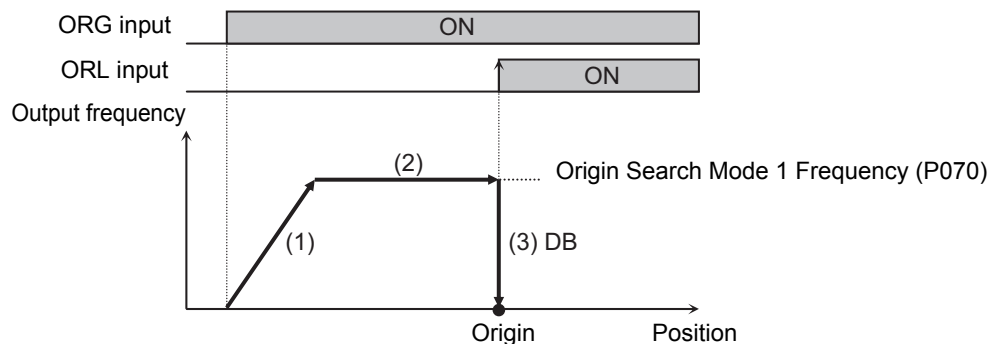 ORG input
ON
ORL input
ON
Output frequency
(2)
Origin Search Mode 1 Frequency (P070)
(1)
(3) DB
Origin
Position